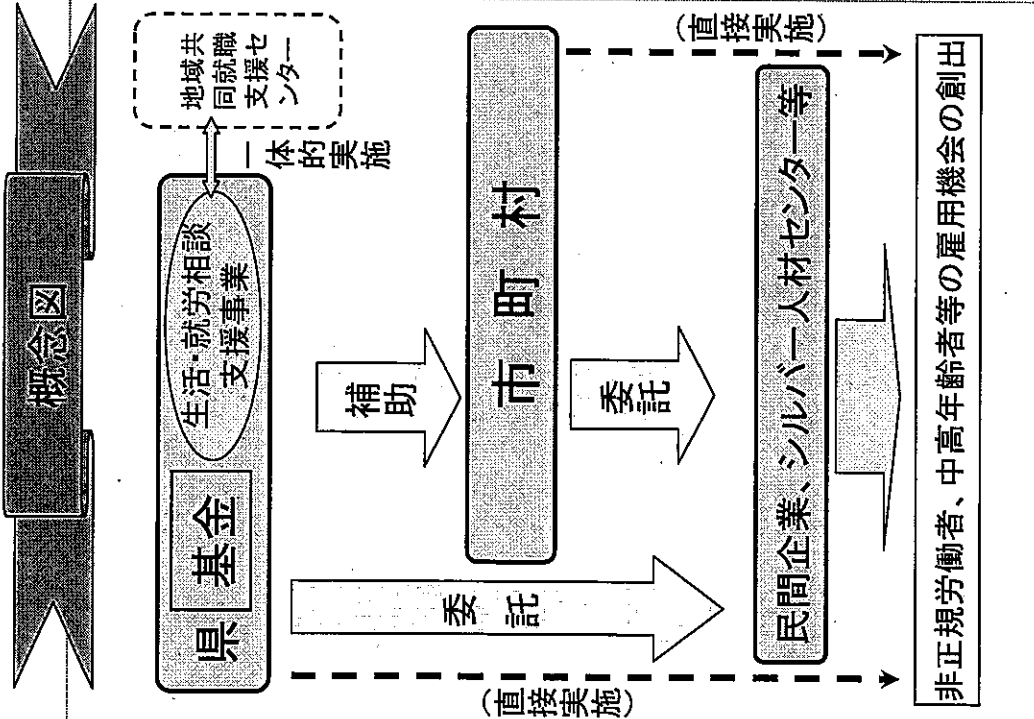 概念図
県
基金
生活・就労相談
支援事業
一体的
実施
地域共
同就職
支援セ
ンター
補
助
市町村
委
託
委
託
(直接実施)
(直接実施)
民間企業、シルバー人材センター等
非正規労働者、中高年齢者等の雇用機会の創出